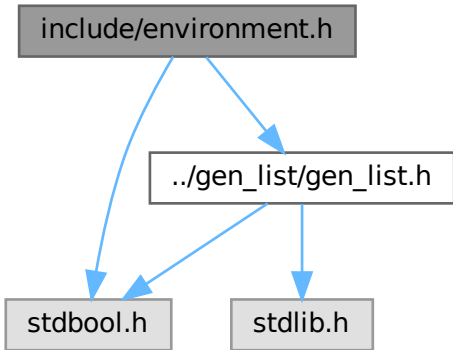 include/environment.h
../gen_list/gen_list.h
stdbool.h
stdlib.h